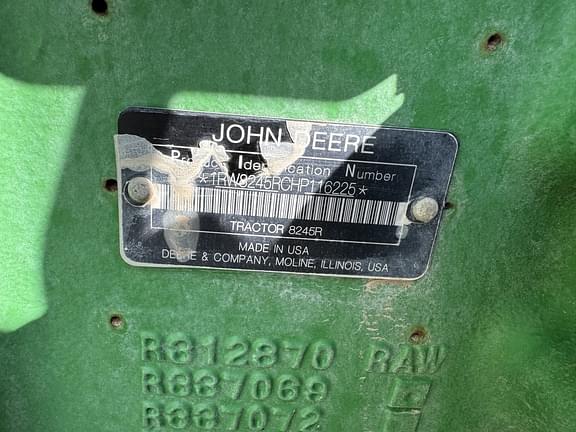 JOHN DEERE
Product Identification Number
*1RW8245RCHP116225*
TRACTOR 8245R
MADE IN USA
DEERE & COMPANY, MOLINE, ILLINOIS, USA
R312870 RAW
R337069
R337072